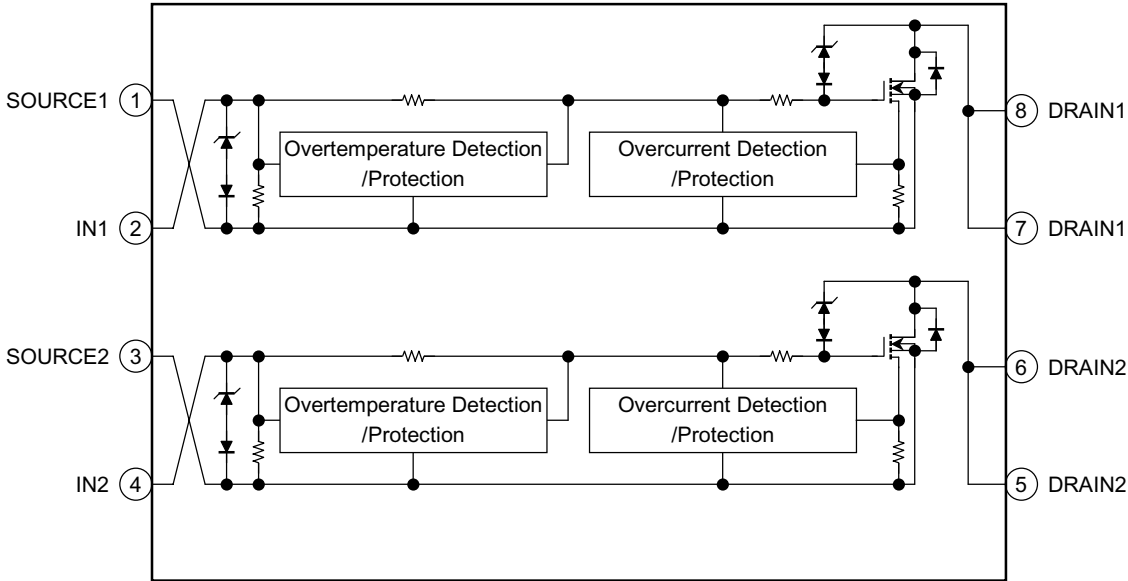 SOURCE1 1
Overtemperature Detection
/Protection
Overcurrent Detection
/Protection
8 DRAIN1
IN1 2
7 DRAIN1
SOURCE2 3
Overtemperature Detection
/Protection
Overcurrent Detection
/Protection
6 DRAIN2
IN2 4
5 DRAIN2